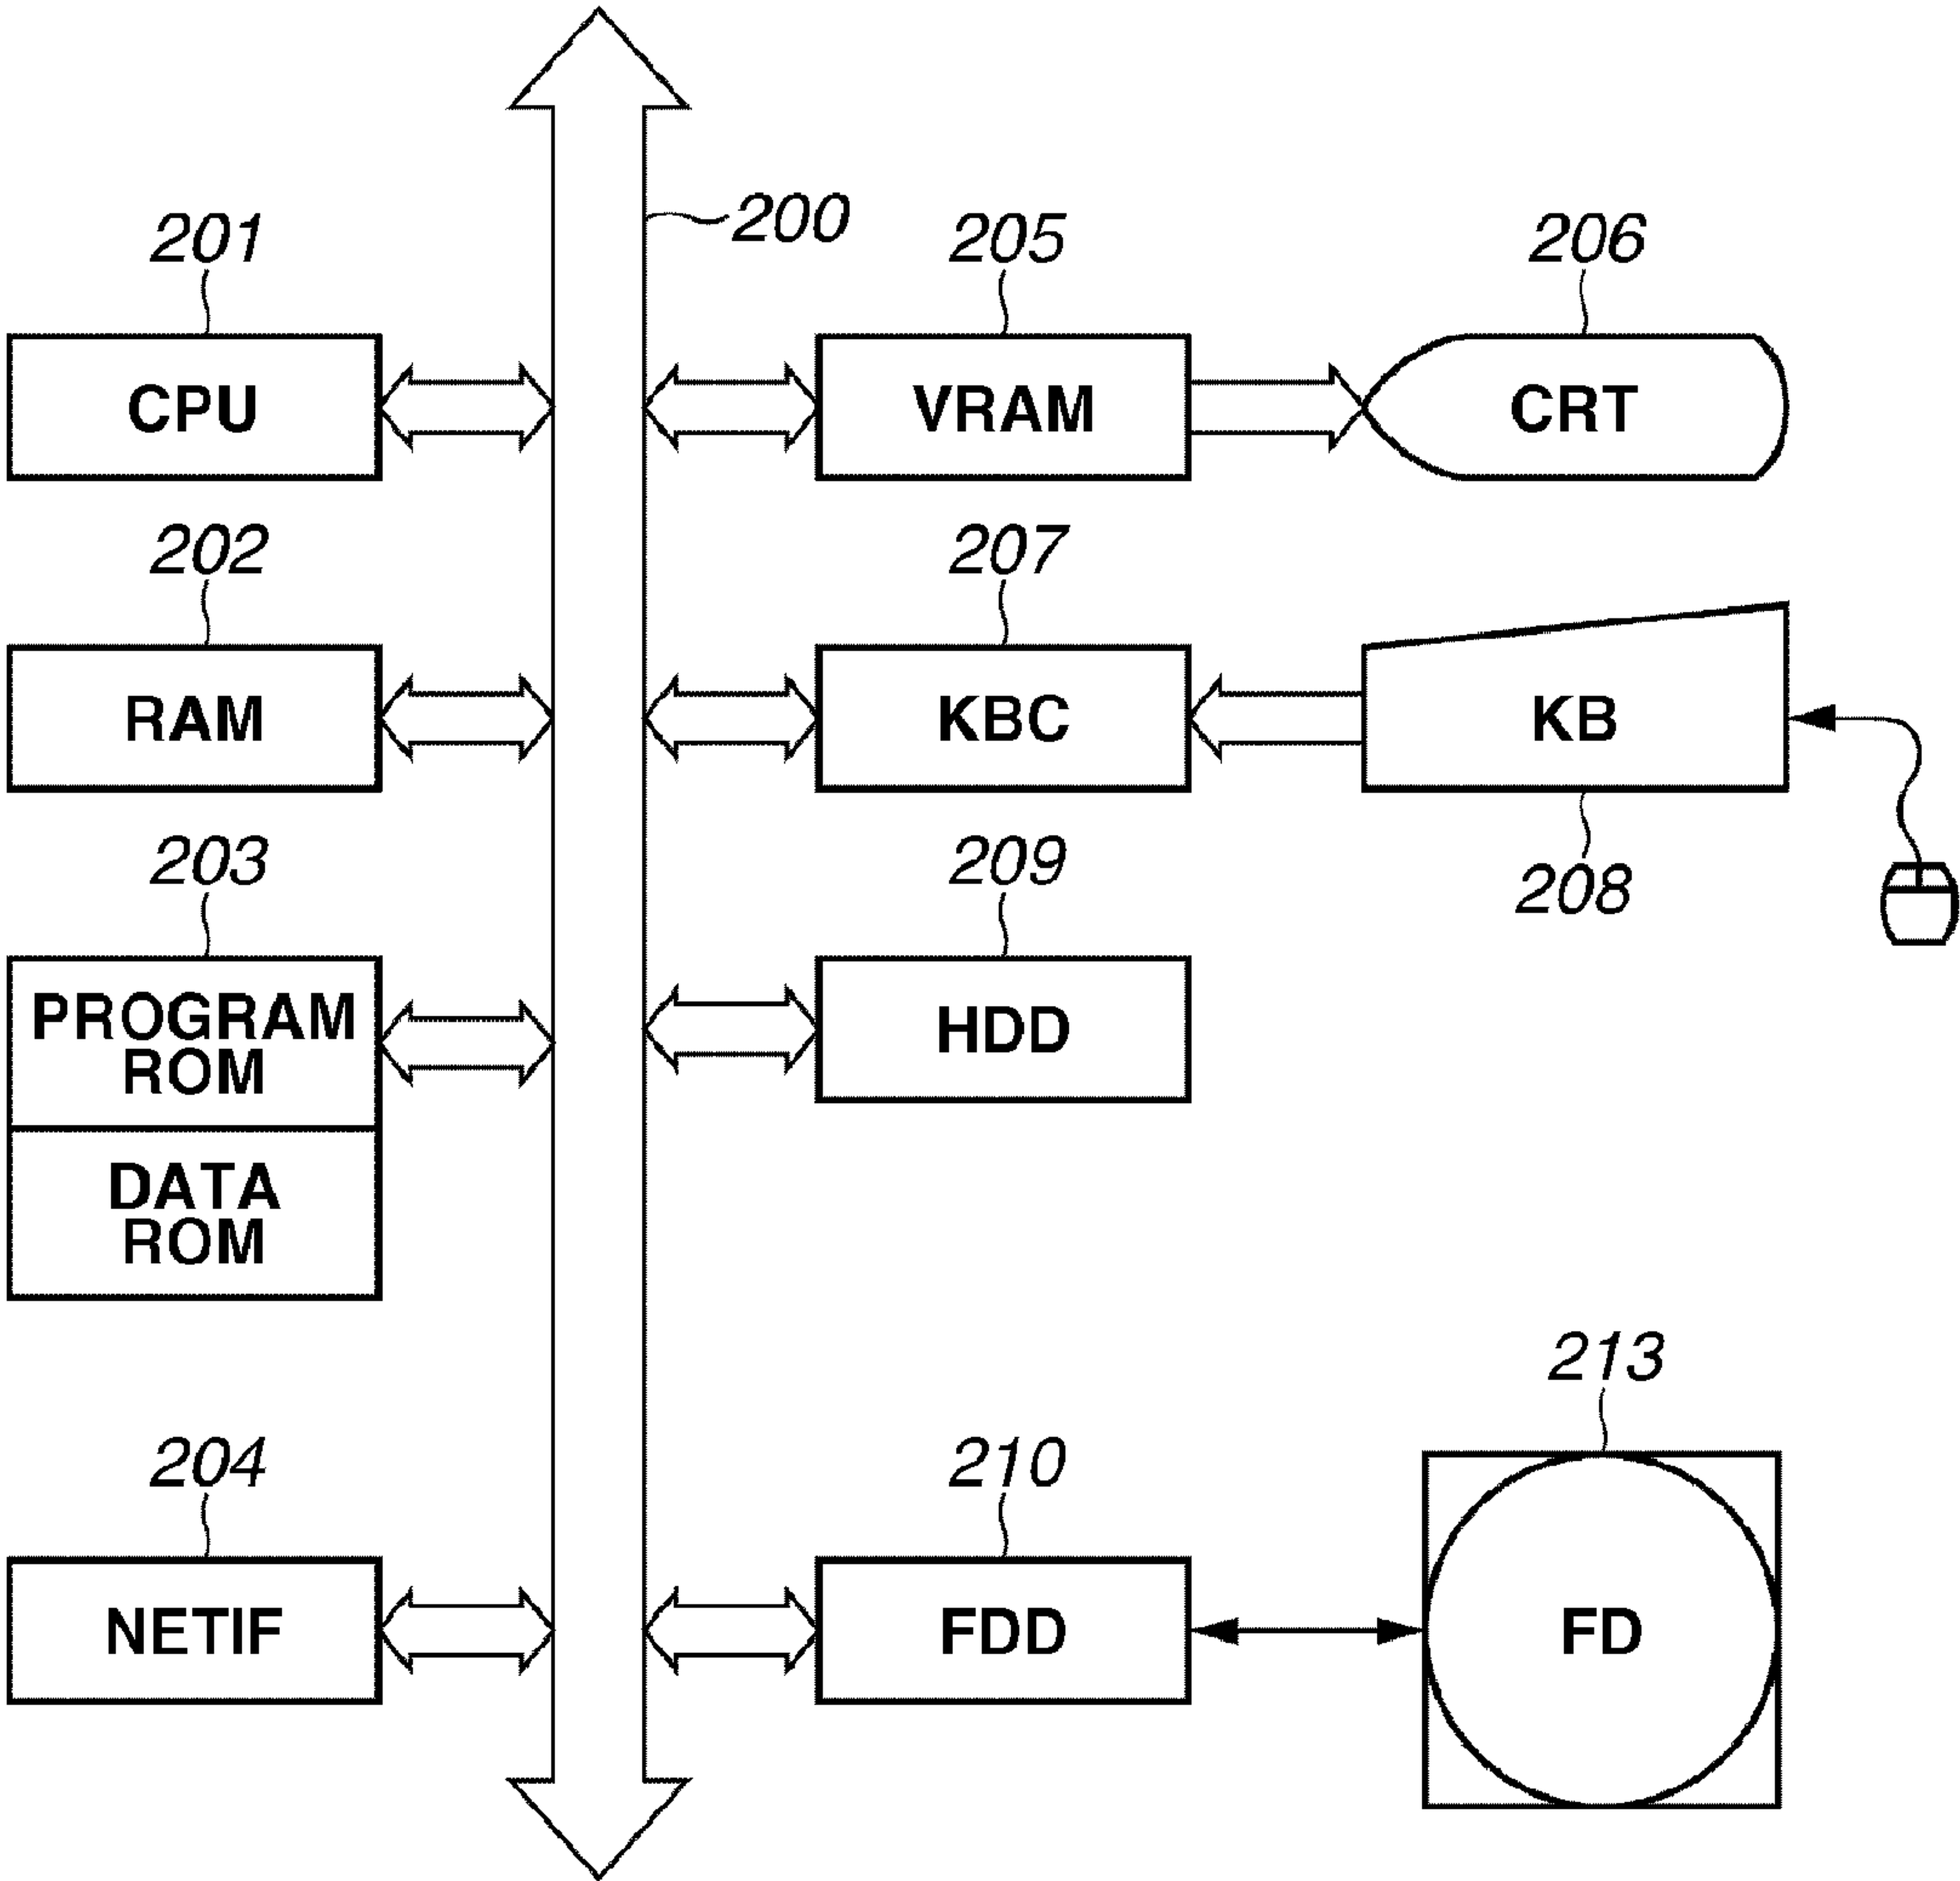 200
201
205
206
CPU
VRAM
CRT
202
207
RAM
KBC
KB
203
209
208
PROGRAM
ROM
HDD
DATA
ROM
213
204
210
NETIF
FDD
FD